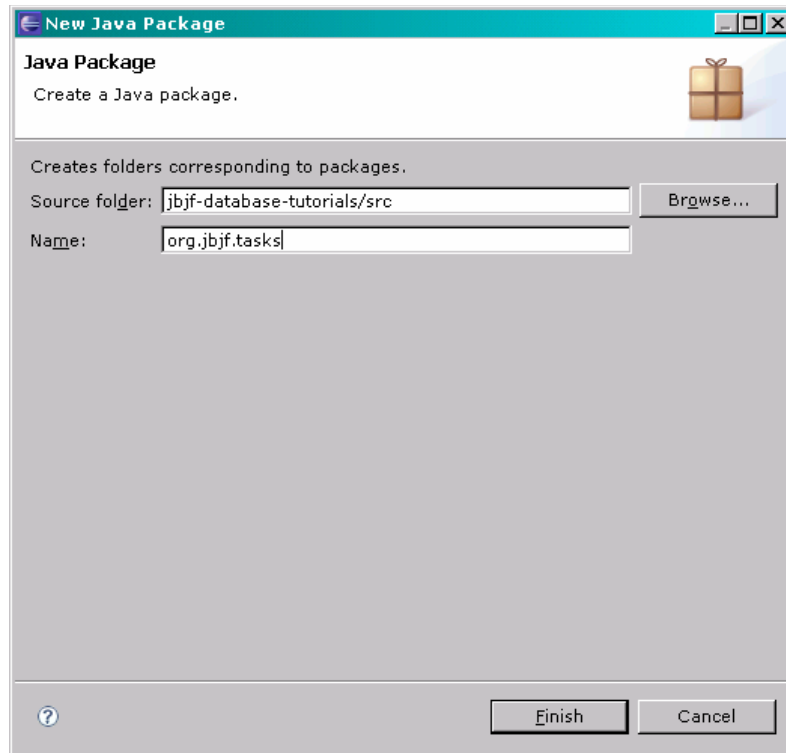 New Java Package
Java Package
Create a Java package.
Creates folders corresponding to packages.
Source folder: jbjf-database-tutorials/src Browse...
Name: org.jbjf.tasks
? Finish Cancel